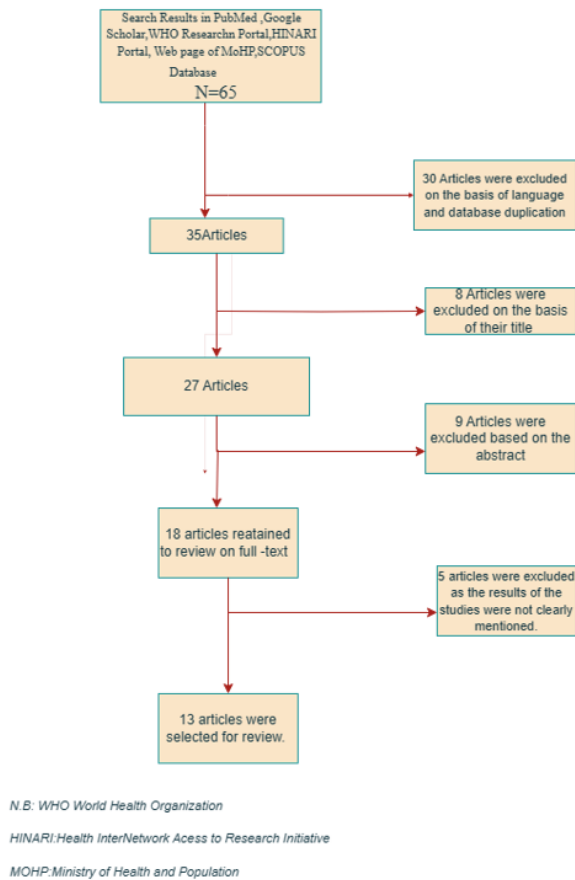 Search Results in PubMed ,Google
Scholar,WHO Researchn Portal,HINARI
Portal, Web page of MoHP,SCOPUS
Database
N=65
30 Articles were excluded
on the basis of language
and database duplication
35Articles
8 Articles were
excluded on the basis
of their title
27 Articles
9 Articles were
excluded based on the
abstract
18 articles reatained
to review on full -text
5 articles were excluded
as the results of the
studies were not clearly
mentioned.
13 articles were
selected for review.
N.B: WHO World Health Organization
HINARI:Health InterNetwork Acess to Research Initiative
MOHP:Ministry of Health and Population